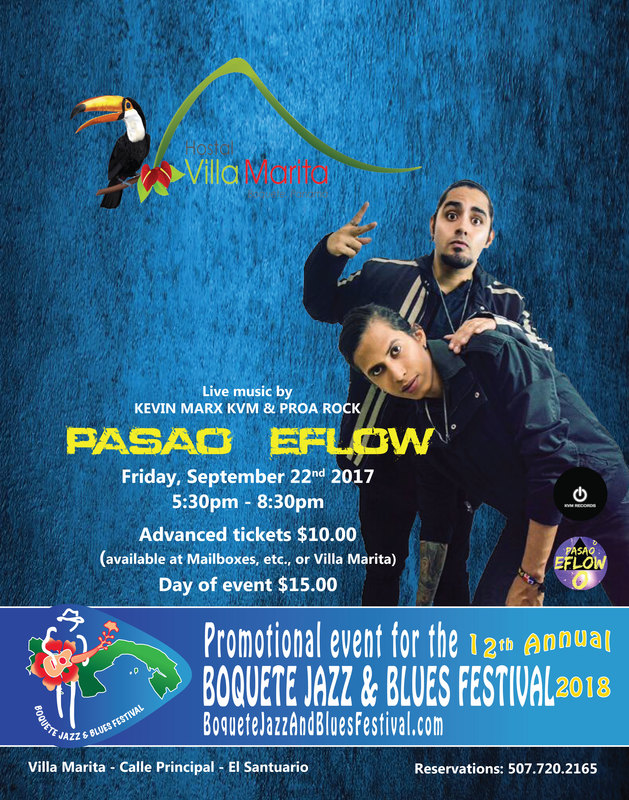 Hostal
Villa Marita
Live music by
KEVIN MARX KVM & PROA ROCK
PASAO EFLOW
Friday, September 22nd 2017
5:30pm - 8:30pm
Advanced tickets $10.00
(available at Mailboxes, etc., or Villa Marita)
Day of event $15.00
KVM RECORDS
PASAO
EFLOW
Promotional event for the 12th Annual
BOQUETE JAZZ & BLUES FESTIVAL 2018
BoqueteJazzAndBluesFestival.com
BOQUETE JAZZ & BLUES FESTIVAL
Villa Marita - Calle Principal - El Santuario
Reservations: 507.720.2165